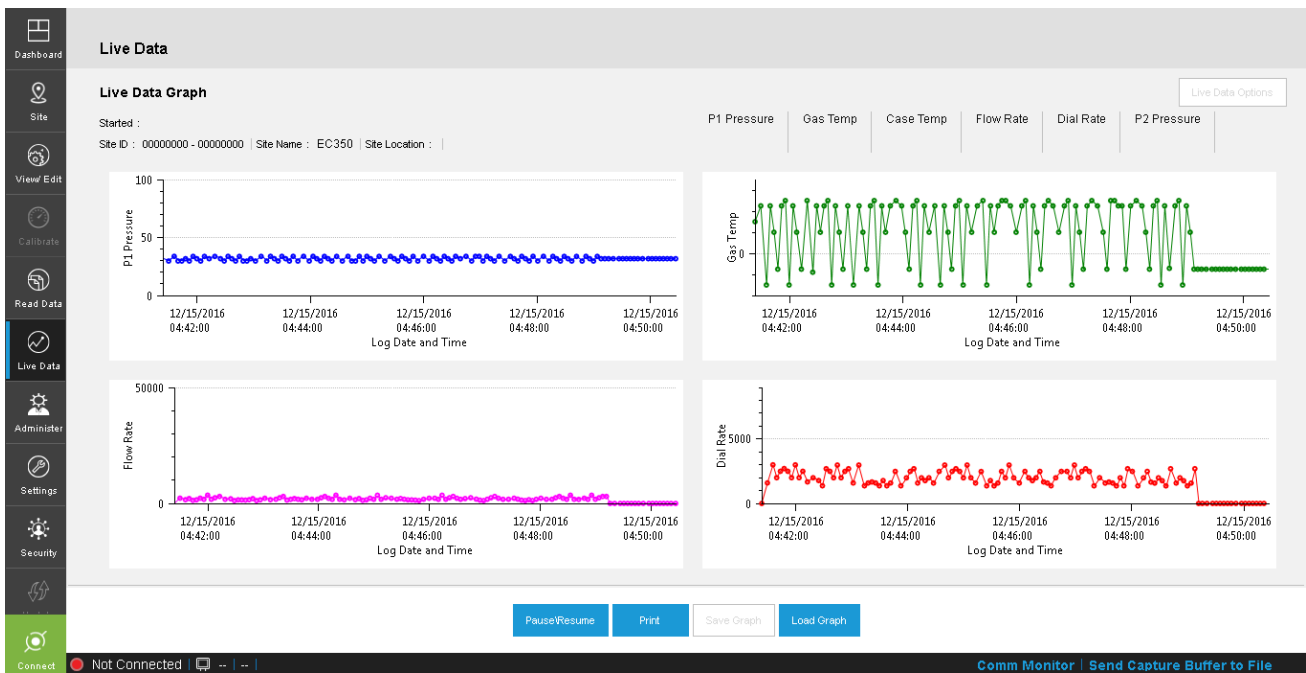 Dashboard
Site
View/ Edit
Calibrate
Read Data
Live Data
Administer
Settings
Security
Connect
Live Data
Live Data Graph
Live Data Options
Started :
Site ID : 00000000 - 00000000 | Site Name : EC350 | Site Location : |
P1 Pressure | Gas Temp | Case Temp | Flow Rate | Dial Rate | P2 Pressure |
P1 Pressure
100
50
0
12/15/2016 12/15/2016 12/15/2016 12/15/2016 12/15/2016
04:42:00 04:44:00 04:46:00 04:48:00 04:50:00
Log Date and Time
Gas Temp
0
12/15/2016 12/15/2016 12/15/2016 12/15/2016 12/15/2016
04:42:00 04:44:00 04:46:00 04:48:00 04:50:00
Log Date and Time
Flow Rate
50000
0
12/15/2016 12/15/2016 12/15/2016 12/15/2016 12/15/2016
04:42:00 04:44:00 04:46:00 04:48:00 04:50:00
Log Date and Time
Dial Rate
5000
0
12/15/2016 12/15/2016 12/15/2016 12/15/2016 12/15/2016
04:42:00 04:44:00 04:46:00 04:48:00 04:50:00
Log Date and Time
Pause\Resume
Print
Save Graph
Load Graph
Not Connected | -- | -- |
Comm Monitor | Send Capture Buffer to File